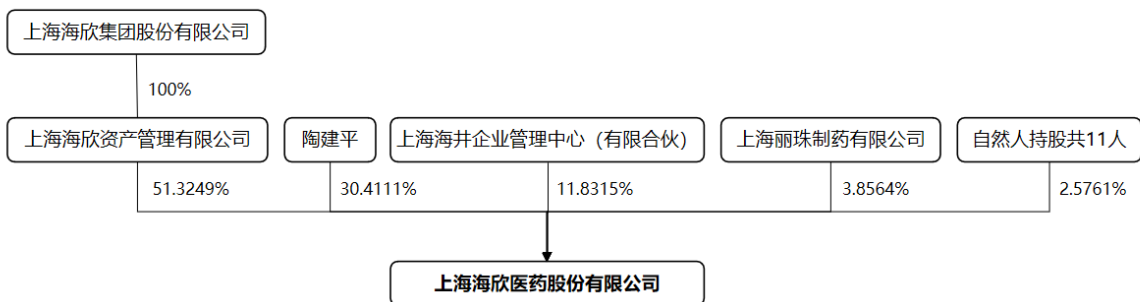 上海海欣集团股份有限公司
100%
上海海欣资产管理有限公司
陶建平
上海海井企业管理中心（有限合伙）
上海丽珠制药有限公司
自然人持股共11人
51.3249%
30.4111%
11.8315%
3.8564%
2.5761%
上海海欣医药股份有限公司